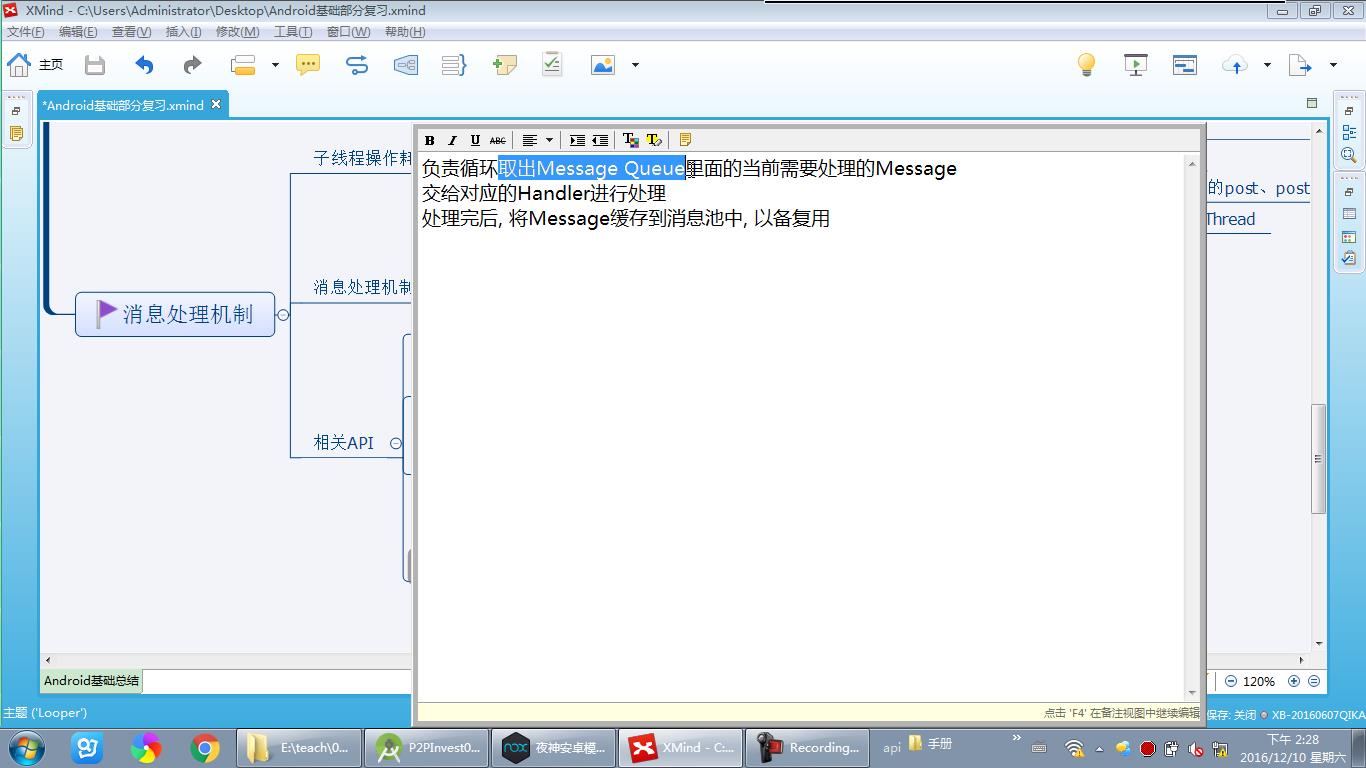 XMind - C:\Users\Administrator\Desktop\Android基础部分复习.xmind
文件(F) 编辑(E) 查看(V) 插入(I) 修改(M) 工具(T) 窗口(W) 帮助(H)
主页
*Android基础部分复习.xmind
B I U ABC
负责循环取出Message Queue里面的当前需要处理的Message
交给对应的Handler进行处理
处理完后, 将Message缓存到消息池中, 以备复用
子线程操作耗
的post、post
Thread
消息处理机制
消息处理机制
相关API
Android基础总结
120%
点击 'F4' 在备注视图中继续编辑
主题 ('Looper')
保存: 关闭
XB-20160607QIKA
E:\teach\0...
P2PInvest0...
夜神安卓模...
XMind - C:...
Recording...
api
手册
下午 2:28
2016/12/10 星期六